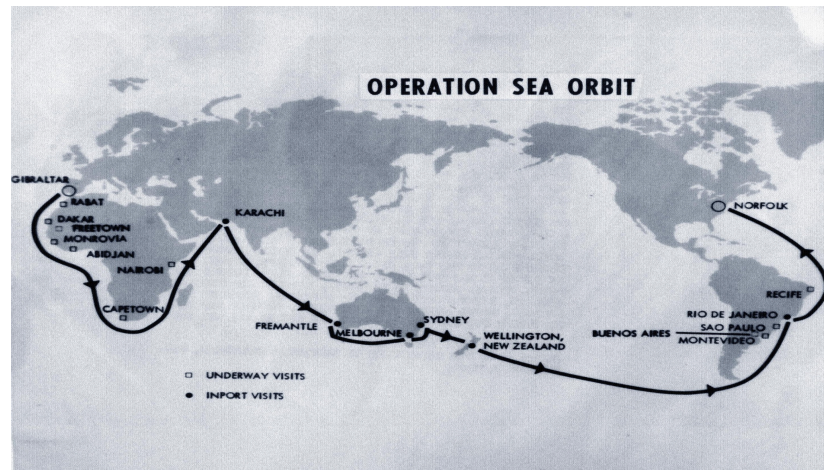 OPERATION SEA ORBIT
GIBRALTAR
RABAT
DAKAR
FREETOWN
MONROVIA
ABIDJAN
NAIROBI
CAPETOWN
KARACHI
FREMANTLE
MELBOURNE
SYDNEY
WELLINGTON,
NEW ZEALAND
NORFOLK
RECIFE
RIO DE JANEIRO
SAO PAULO
BUENOS AIRES
MONTEVIDEO
UNDERWAY VISITS
INPORT VISITS